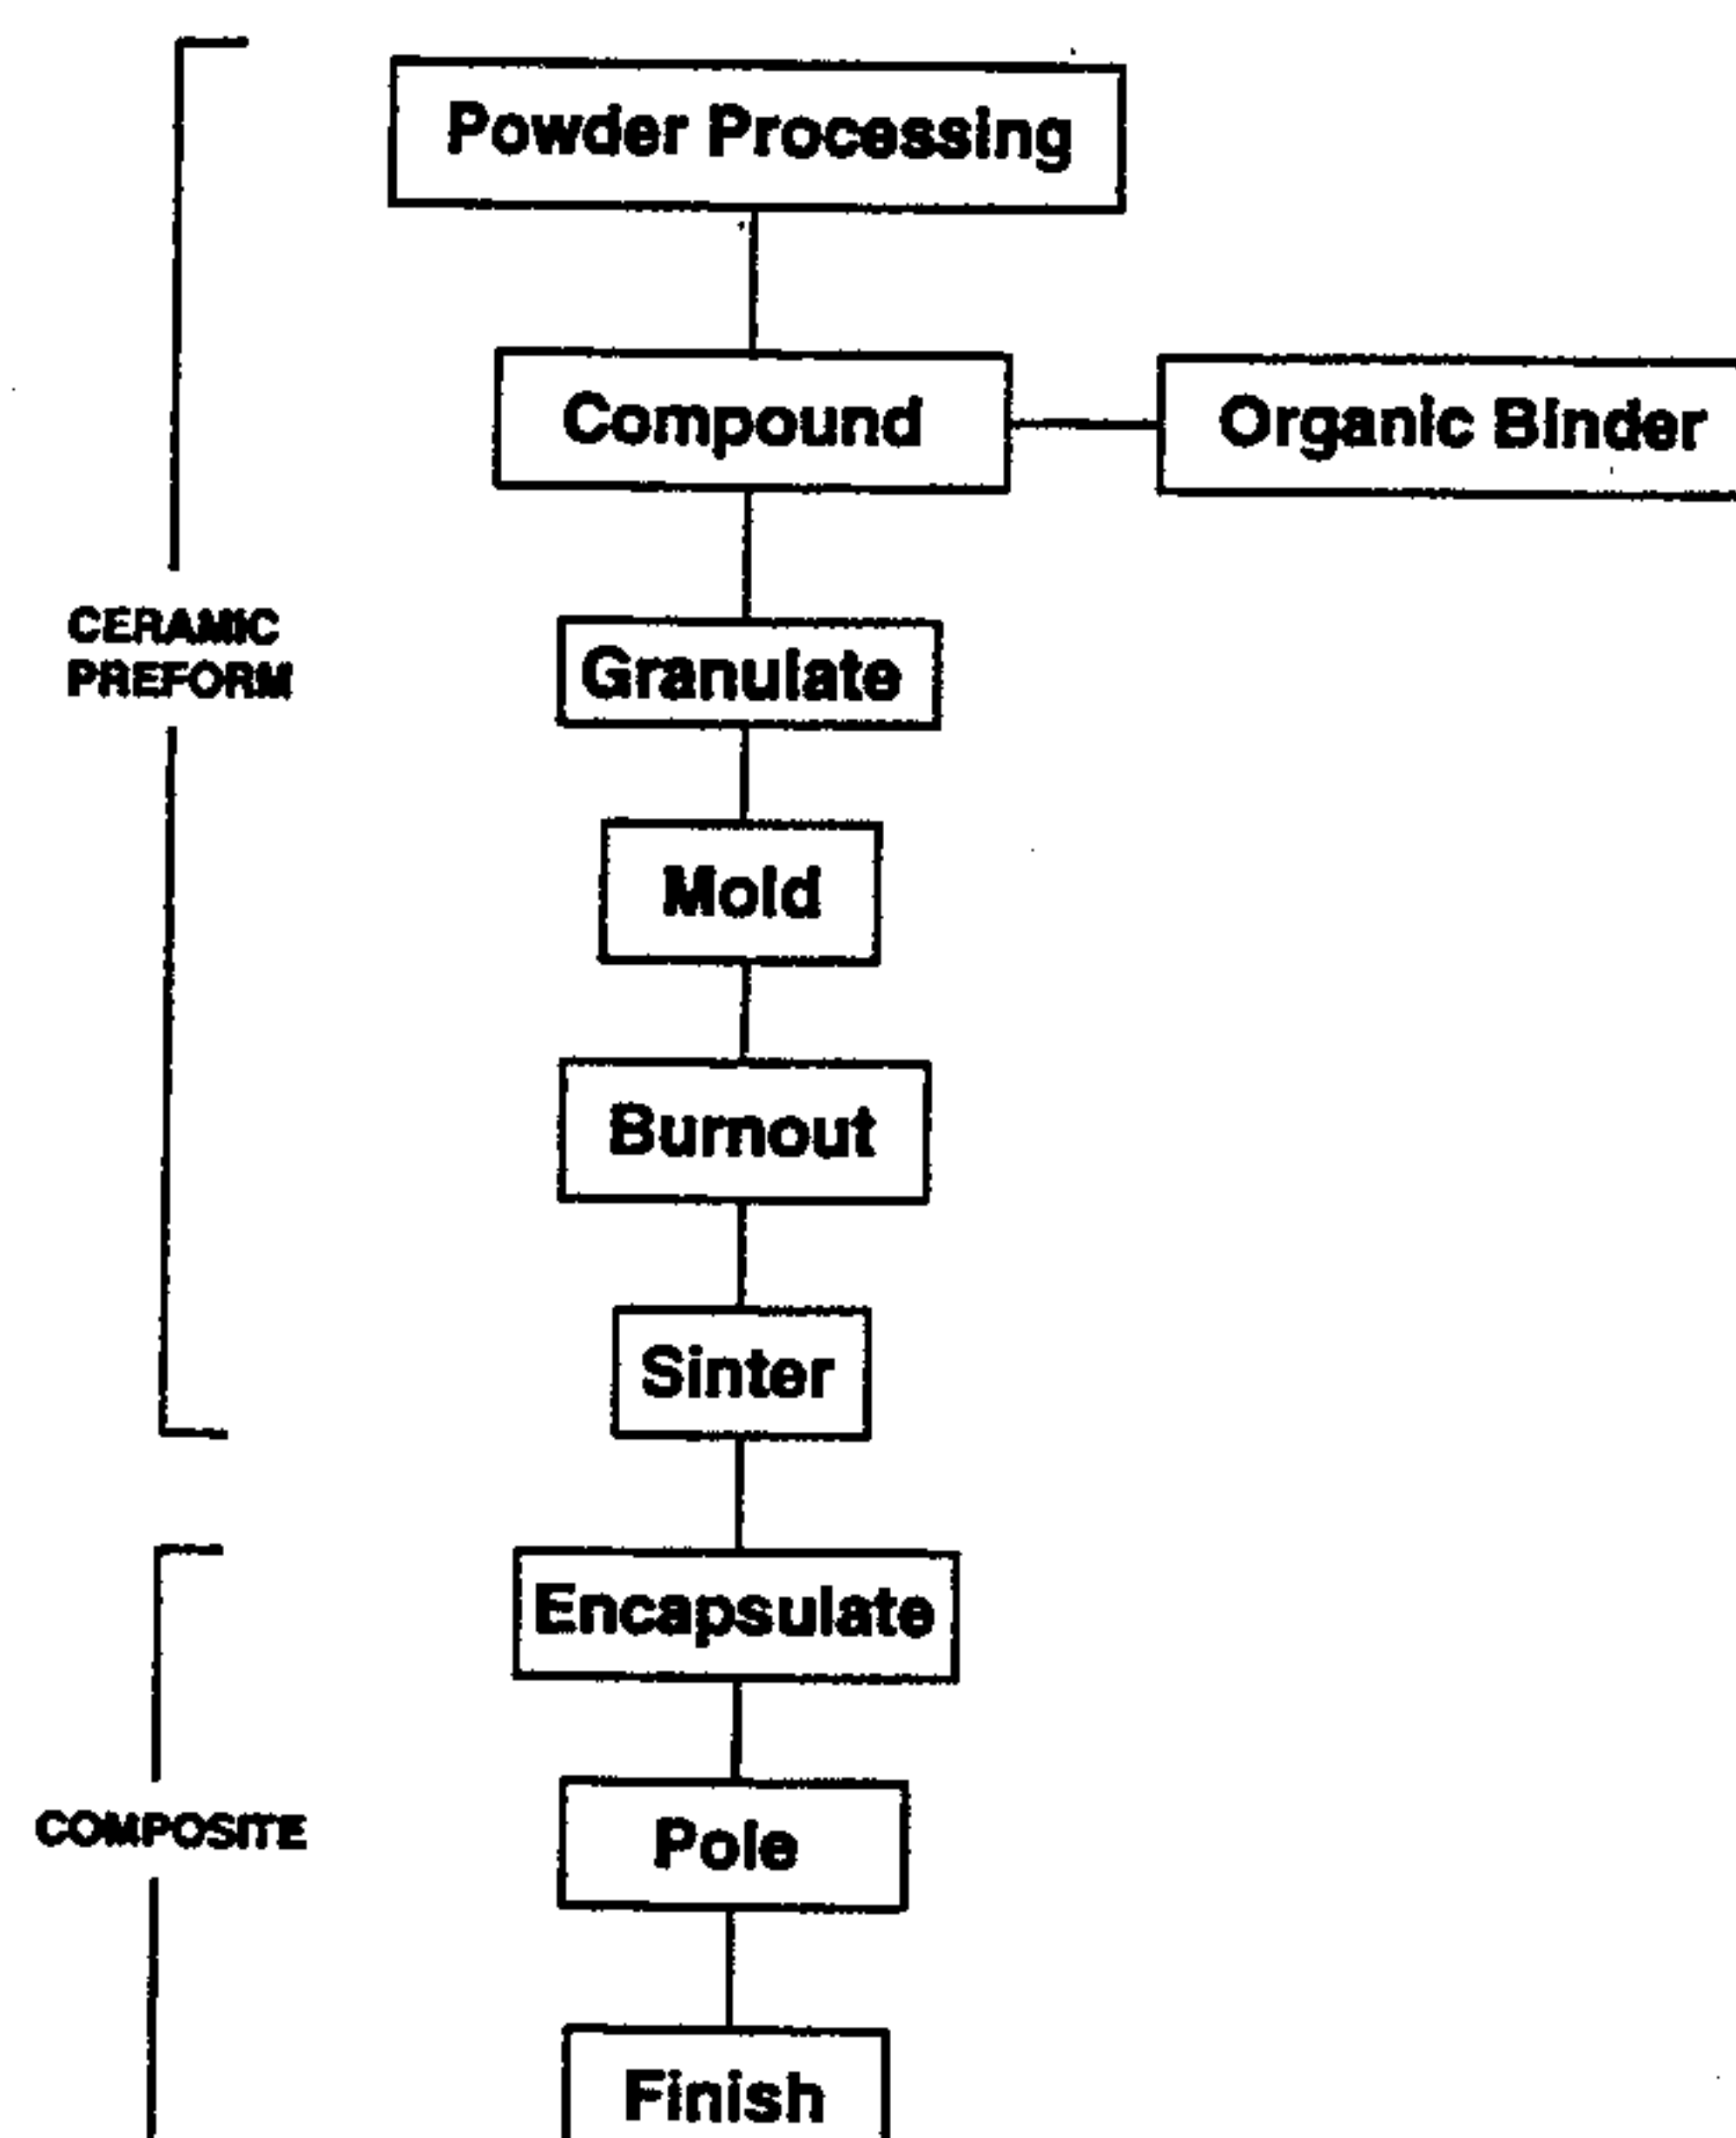 Powder Processing
Compound
Organic Binder
CERAMIC
PREFORM
Granulate
Mold
Burnout
Sinter
Encapsulate
COMPOSITE
Pole
Finish